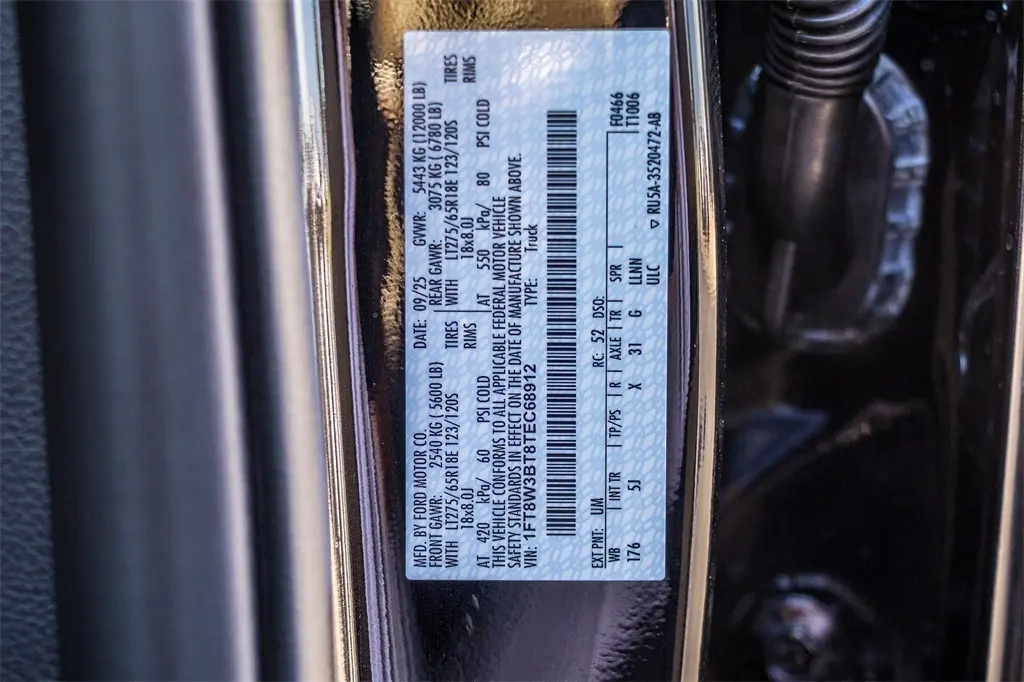 MFD. BY FORD MOTOR CO. DATE: 09/25 GVWR: 5443 KG (12000 LB)
FRONT GAWR: 2540 KG ( 5600 LB) REAR GAWR: 3075 KG ( 6780 LB)
WITH LT275/65R18E 123/120S TIRES WITH LT275/65R18E 123/120S TIRES
18x8.0J RIMS 18x8.0J RIMS
AT 420 kPa/ 60 PSI COLD AT 550 kPa/ 80 PSI COLD
THIS VEHICLE CONFORMS TO ALL APPLICABLE FEDERAL MOTOR VEHICLE
SAFETY STANDARDS IN EFFECT ON THE DATE OF MANUFACTURE SHOWN ABOVE.
VIN: 1FT8W3BT8TEC68912 TYPE: Truck
EXT PNT: UM RC: 52 DSO: F0466
WB INT TR TP/PS R AXLE TR SPR T1006
176 5J X 31 G LLNN
ULC ▽ RU5A-3520472-AB